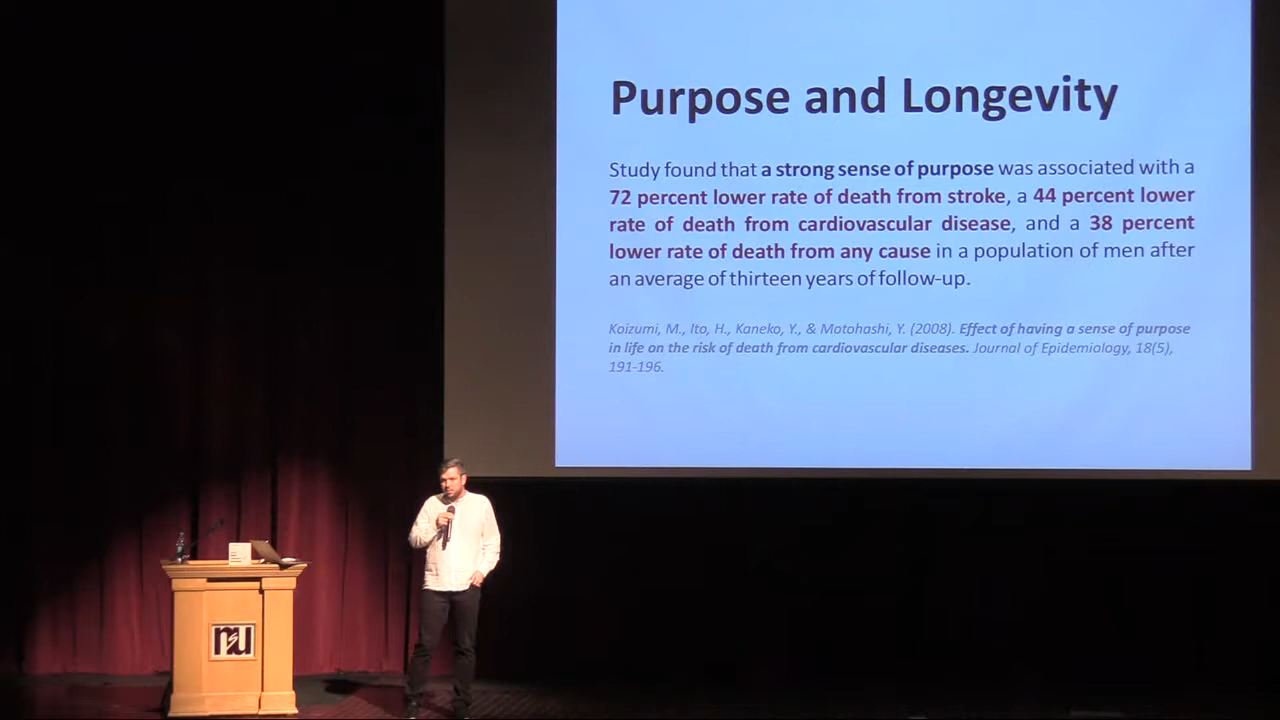 Purpose and Longevity
Study found that a strong sense of purpose was associated with a
72 percent lower rate of death from stroke, a 44 percent lower
rate of death from cardiovascular disease, and a 38 percent
lower rate of death from any cause in a population of men after
an average of thirteen years of follow-up.
Koizumi, M., Ito, H., Kaneko, Y., & Motohashi, Y. (2008). Effect of having a sense of purpose
in life on the risk of death from cardiovascular diseases. Journal of Epidemiology, 18(5),
191-196.
nsu